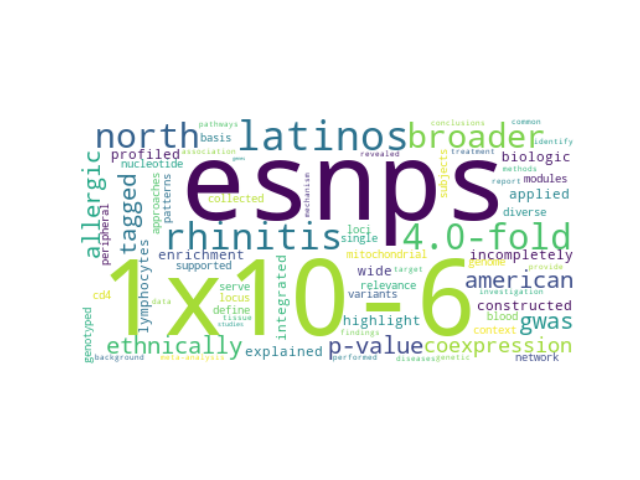 pathways
conclusions
common
north
latinos
broader
basis
identify
profiled
association
genes
revealed
treatment
biologic
nucleotide
esnps
methods
allergic
peripheral
tagged
approaches
patterns
collected
mechanism
subjects
report
modules
applied
diverse
rhinitis
loci
single
4.0-fold
lymphocytes
enrichment
supported
integrated
mitochondrial
wide
target
genome
incompletely
provide
cd4
data
1x10-6
serve
locus
define
tissue
studies
relevance
variants
american
investigation
constructed
genotyped
highlight
blood
context
gwas
findings
ethnically
explained
p-value
coexpression
background
meta-analysis
performed
diseases
genetic
network